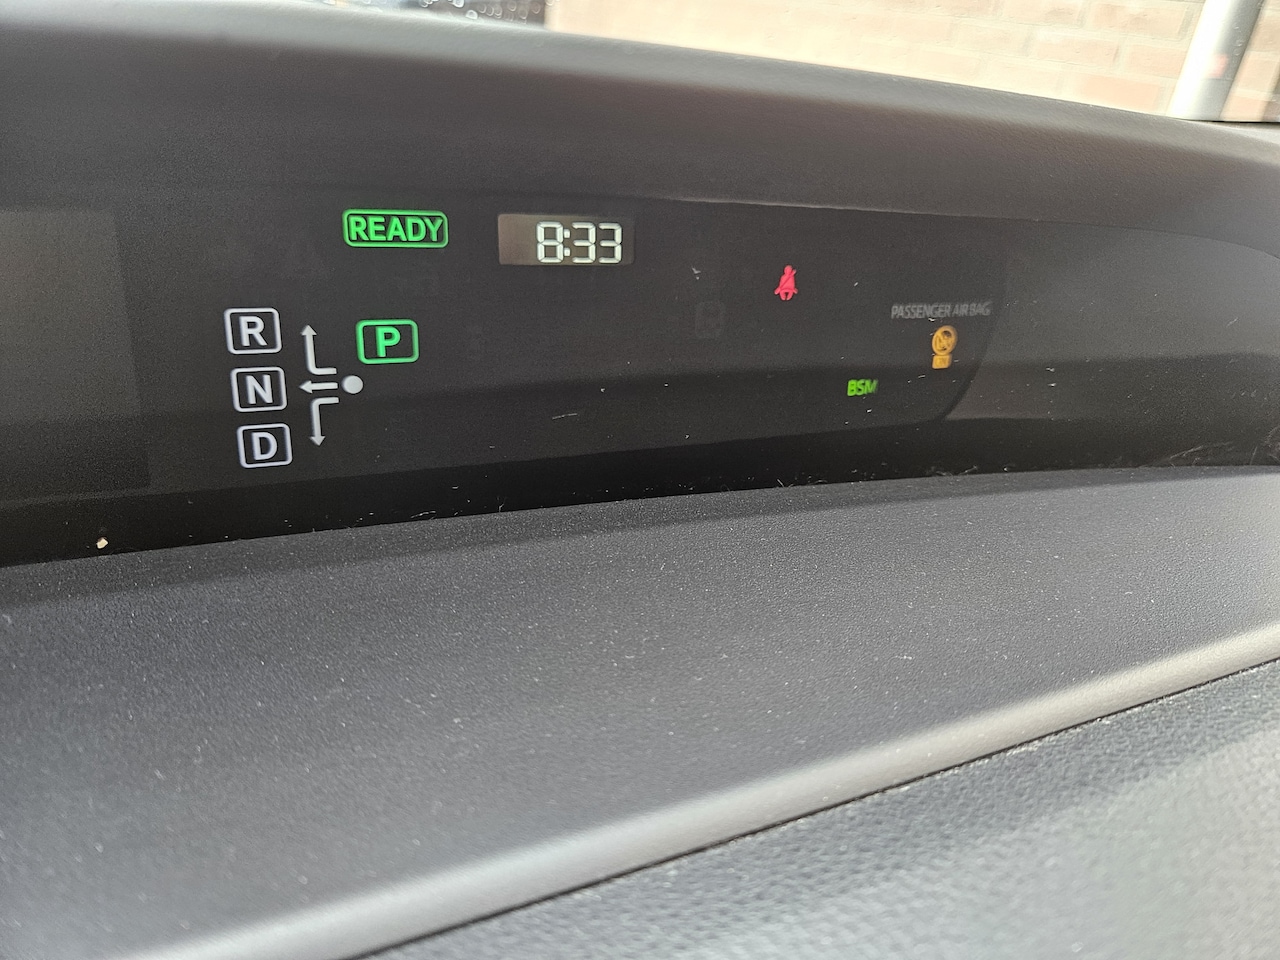 READY
8:33
R
P
N
D
PASSENGER AIR BAG
BSM